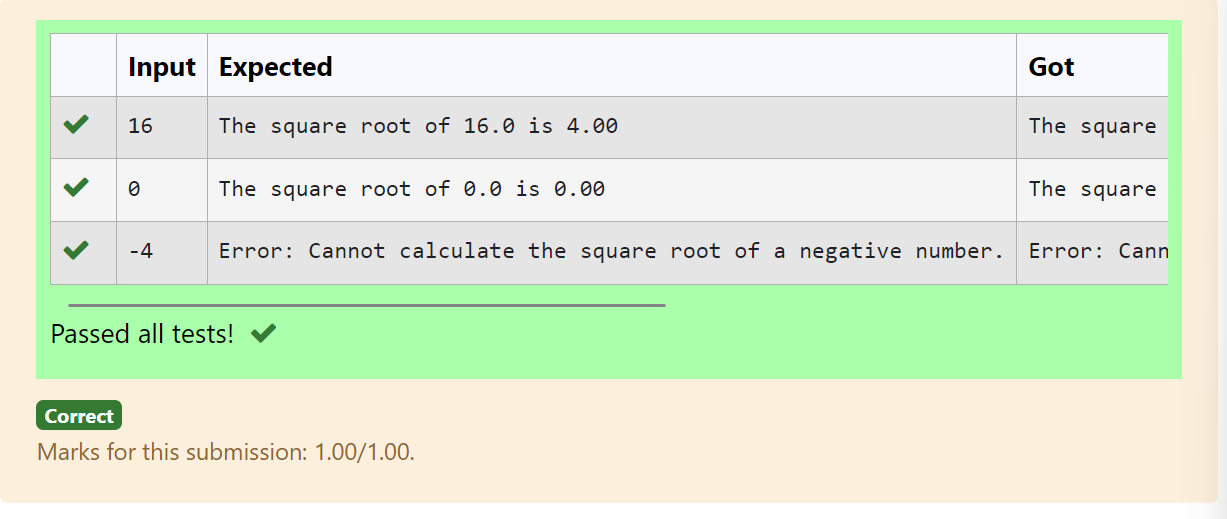 Input Expected Got
16 The square root of 16.0 is 4.00 The square
0 The square root of 0.0 is 0.00 The square
-4 Error: Cannot calculate the square root of a negative number. Error: Cann
Passed all tests!
Correct
Marks for this submission: 1.00/1.00.